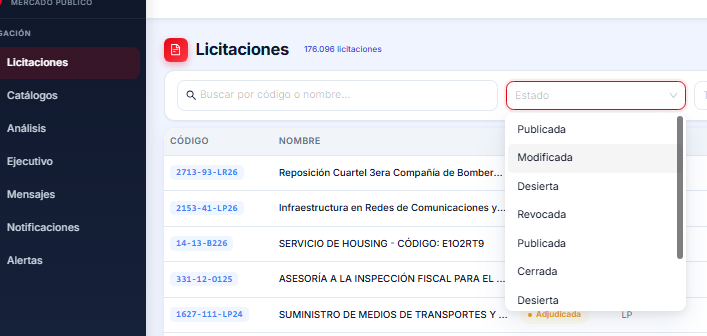 MERCADO PÚBLICO
GACIÓN
Licitaciones
Catálogos
Análisis
Ejecutivo
Mensajes
Notificaciones
Alertas
Licitaciones 176.096 licitaciones
Buscar por código o nombre...
Estado
Publicada
Modificada
Desierta
Revocada
Publicada
Cerrada
Desierta
CÓDIGO NOMBRE
2713-93-LR26 Reposición Cuartel 3era Compañía de Bomber...
2153-41-LP26 Infraestructura en Redes de Comunicaciones y...
14-13-B226 SERVICIO DE HOUSING - CÓDIGO: E1O2RT9
331-12-O125 ASESORÍA A LA INSPECCIÓN FISCAL PARA EL ...
1627-111-LP24 SUMINISTRO DE MEDIOS DE TRANSPORTES Y ... Adjudicada LP